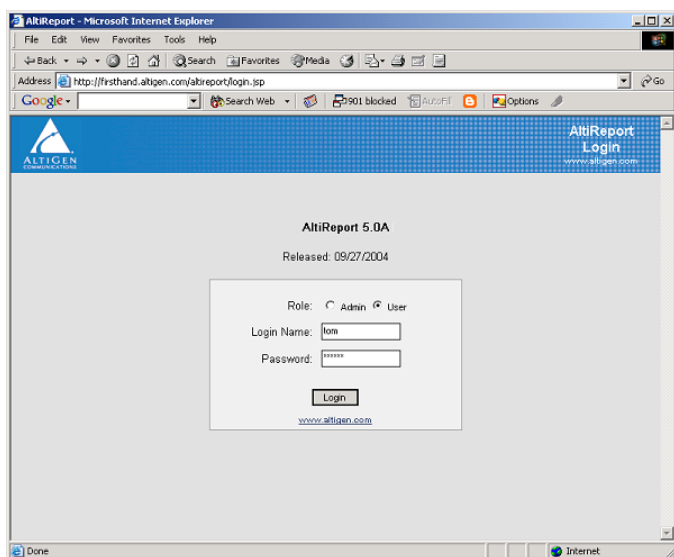 AltiReport - Microsoft Internet Explorer
File Edit View Favorites Tools Help
Back Search Favorites Media
Address http://firsthand.altigen.com/altireport/login.jsp Go
Google Search Web 901 blocked AutoFill Options
ALTIGEN
COMMUNICATIONS
AltiReport
Login
www.altigen.com
AltiReport 5.0A
Released: 09/27/2004
Role: Admin User
Login Name: tom
Password: ******
Login
www.altigen.com
Done Internet